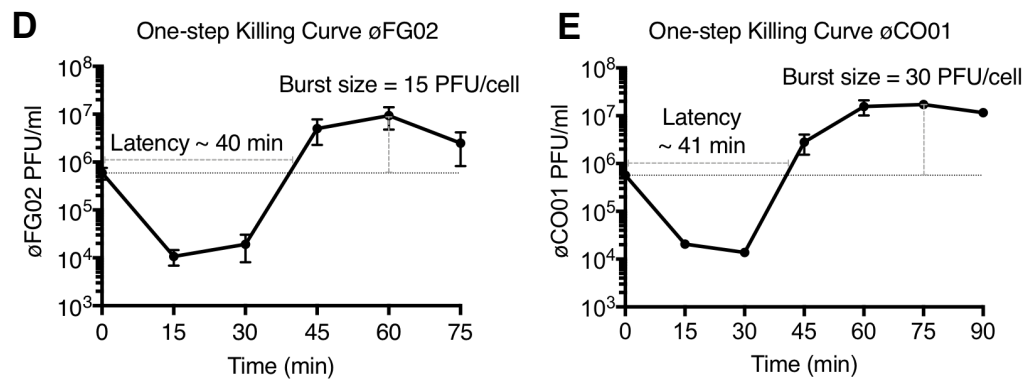 D
One-step Killing Curve øFG02
Burst size = 15 PFU/cell
Latency ~ 40 min
øFG02 PFU/ml
10⁸
10⁷
10⁶
10⁵
10⁴
10³
0 15 30 45 60 75
Time (min)
E
One-step Killing Curve øCO01
Burst size = 30 PFU/cell
Latency
~ 41 min
øCO01 PFU/ml
10⁸
10⁷
10⁶
10⁵
10⁴
10³
0 15 30 45 60 75 90
Time (min)